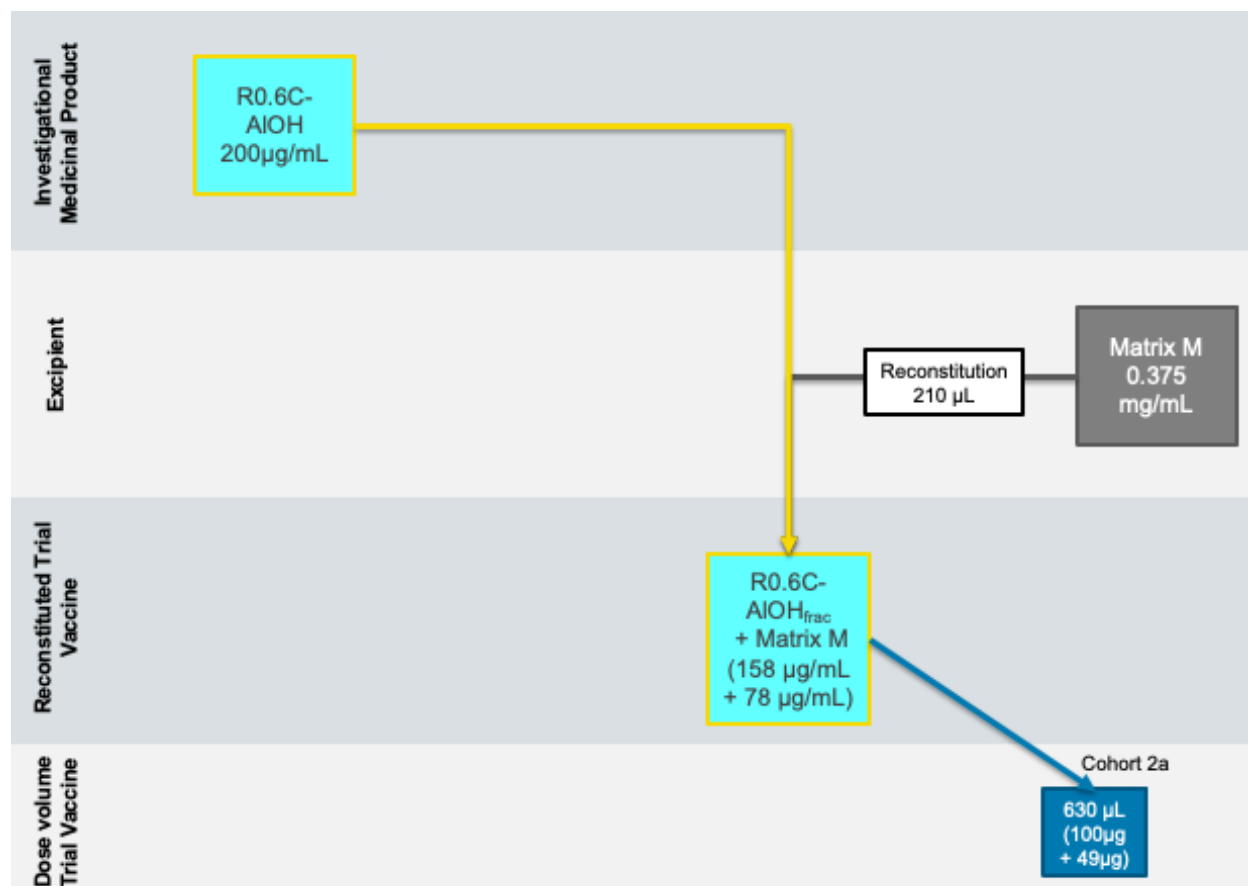 Investigational
Medicinal Product
R0.6C-
AlOH
200µg/mL
Excipient
Reconstitution
210 µL
Matrix M
0.375
mg/mL
Reconstituted Trial
Vaccine
R0.6C-
AlOHfrac
+ Matrix M
(158 µg/mL
+ 78 µg/mL)
Dose volume
Trial Vaccine
Cohort 2a
630 µL
(100µg
+ 49µg)